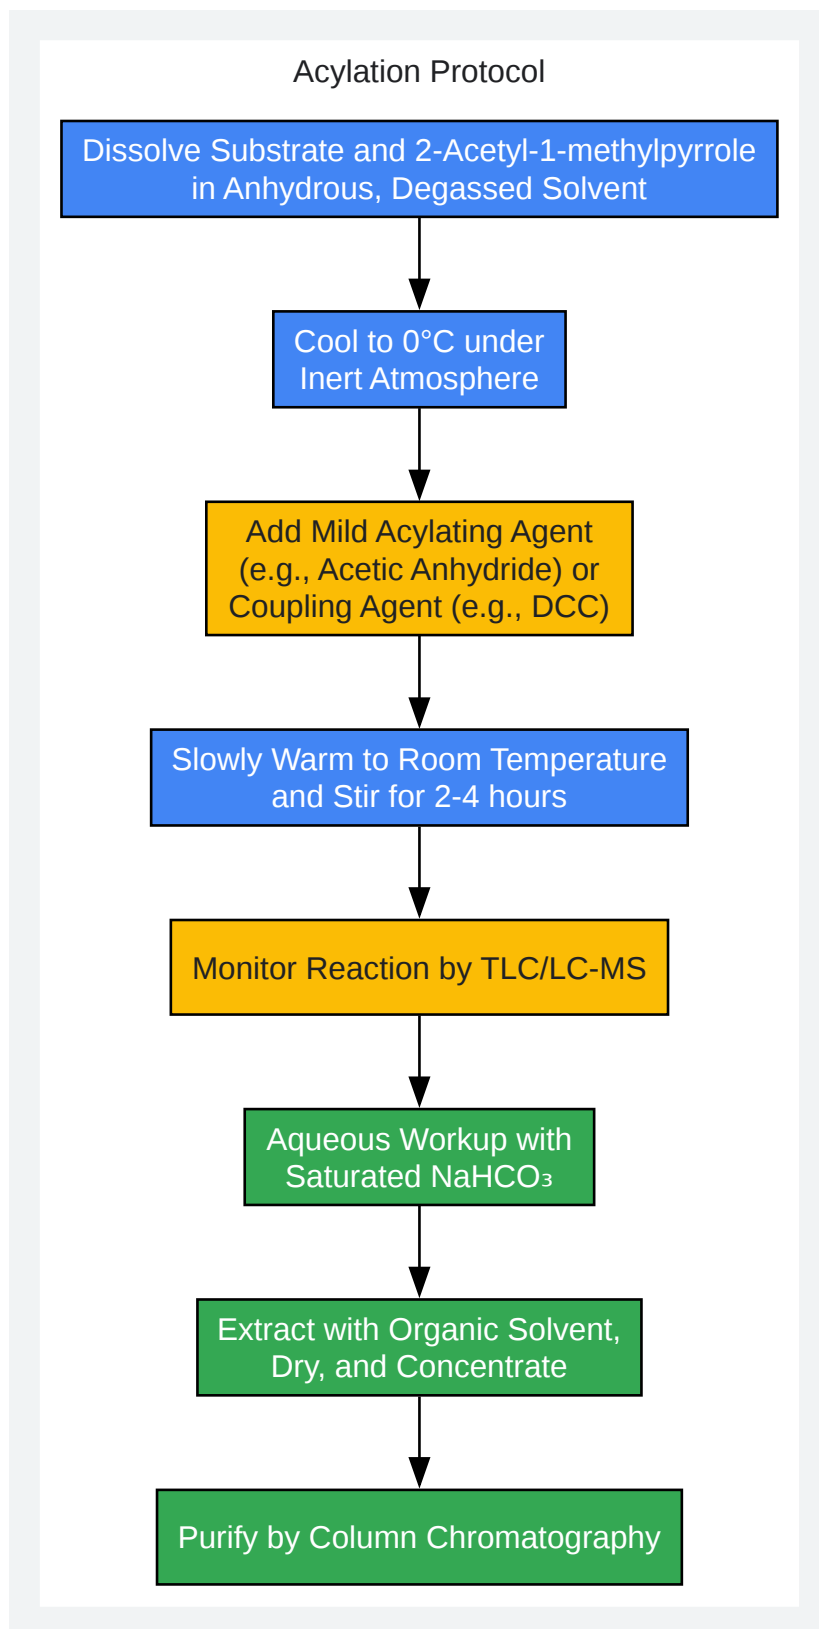 Acylation Protocol
Dissolve Substrate and 2-Acetyl-1-methylpyrrole
in Anhydrous, Degassed Solvent
Cool to 0°C under
Inert Atmosphere
Add Mild Acylating Agent
(e.g., Acetic Anhydride) or
Coupling Agent (e.g., DCC)
Slowly Warm to Room Temperature
and Stir for 2-4 hours
Monitor Reaction by TLC/LC-MS
Aqueous Workup with
Saturated NaHCO₃
Extract with Organic Solvent,
Dry, and Concentrate
Purify by Column Chromatography